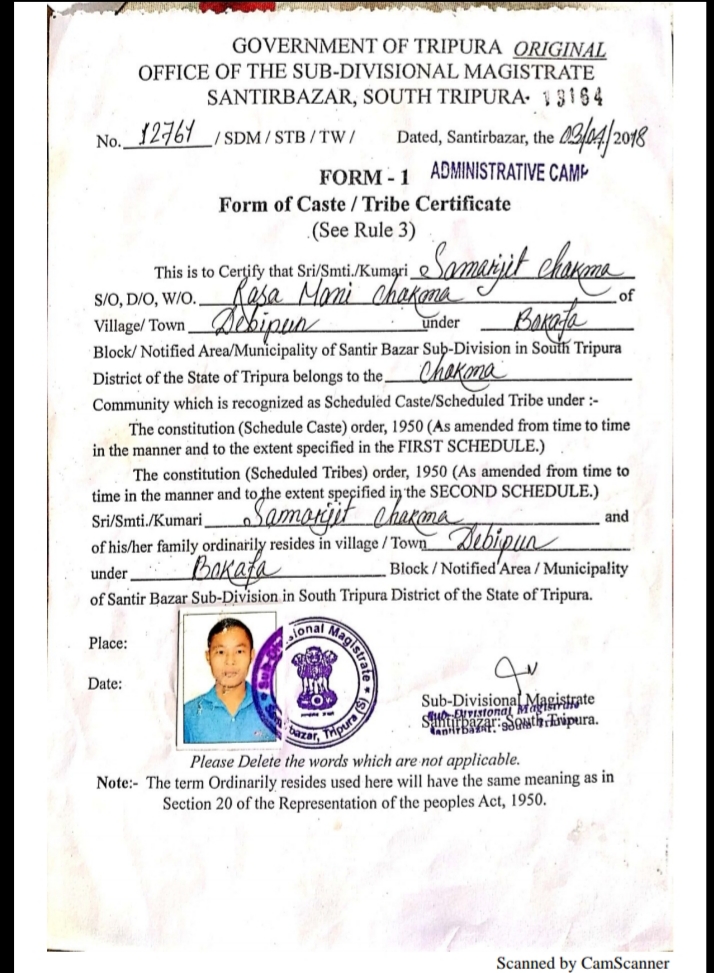 GOVERNMENT OF TRIPURA ORIGINAL
OFFICE OF THE SUB-DIVISIONAL MAGISTRATE
SANTIRBAZAR, SOUTH TRIPURA. 13164
No. 12761 / SDM / STB / TW / Dated, Santirbazar, the 03/04/2018
FORM - 1 ADMINISTRATIVE CAMP
Form of Caste / Tribe Certificate
(See Rule 3)
This is to Certify that Sri/Smti./Kumari Samarjit Chakma
S/O, D/O, W/O. Rasa Moni Chakma of
Village/ Town Debipur under Bokafa
Block/ Notified Area/Municipality of Santir Bazar Sub-Division in South Tripura
District of the State of Tripura belongs to the Chakma
Community which is recognized as Scheduled Caste/Scheduled Tribe under :-
The constitution (Schedule Caste) order, 1950 (As amended from time to time
in the manner and to the extent specified in the FIRST SCHEDULE.)
The constitution (Scheduled Tribes) order, 1950 (As amended from time to
time in the manner and to the extent specified in the SECOND SCHEDULE.)
Sri/Smti./Kumari Samarjit Chakma and
of his/her family ordinarily resides in village / Town Debipur
under Bokafa Block / Notified Area / Municipality
of Santir Bazar Sub-Division in South Tripura District of the State of Tripura.
Place:
Date:
Sub-Divisional Magistrate
Santirbazar, Tripura (S)
Sub-Divisional Magistrate
Sub-Divisional Magistrate
Santirbazar: South Tripura.
Santirbazar: South Tripura.
Please Delete the words which are not applicable.
Note:- The term Ordinarily resides used here will have the same meaning as in
Section 20 of the Representation of the peoples Act, 1950.
Scanned by CamScanner